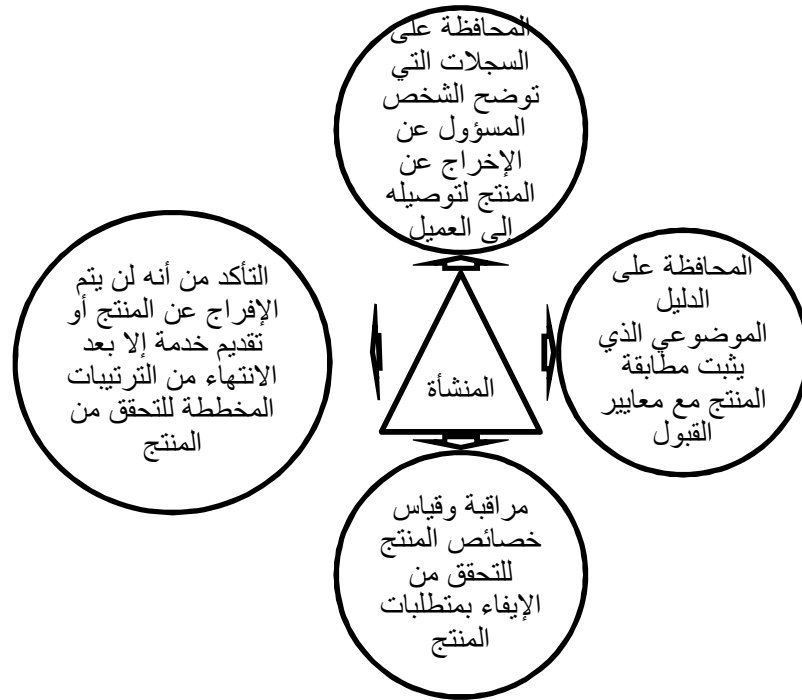 المحافظة على
السجلات التي
توضح الشخص
المسؤول عن
الإخراج عن
المنتج لتوصيله
إلى العميل
المحافظة على
الدليل
الموضوعي الذي
يثبت مطابقة
المنتج مع معايير
القبول
التأكد من أنه لن يتم
الإفراج عن المنتج أو
تقديم خدمة إلا بعد
الانتهاء من الترتيبات
المخططة للتحقق من
المنتج
المنشأة
مراقبة وقياس
خصائص المنتج
للتحقق من
الإيفاء بمتطلبات
المنتج